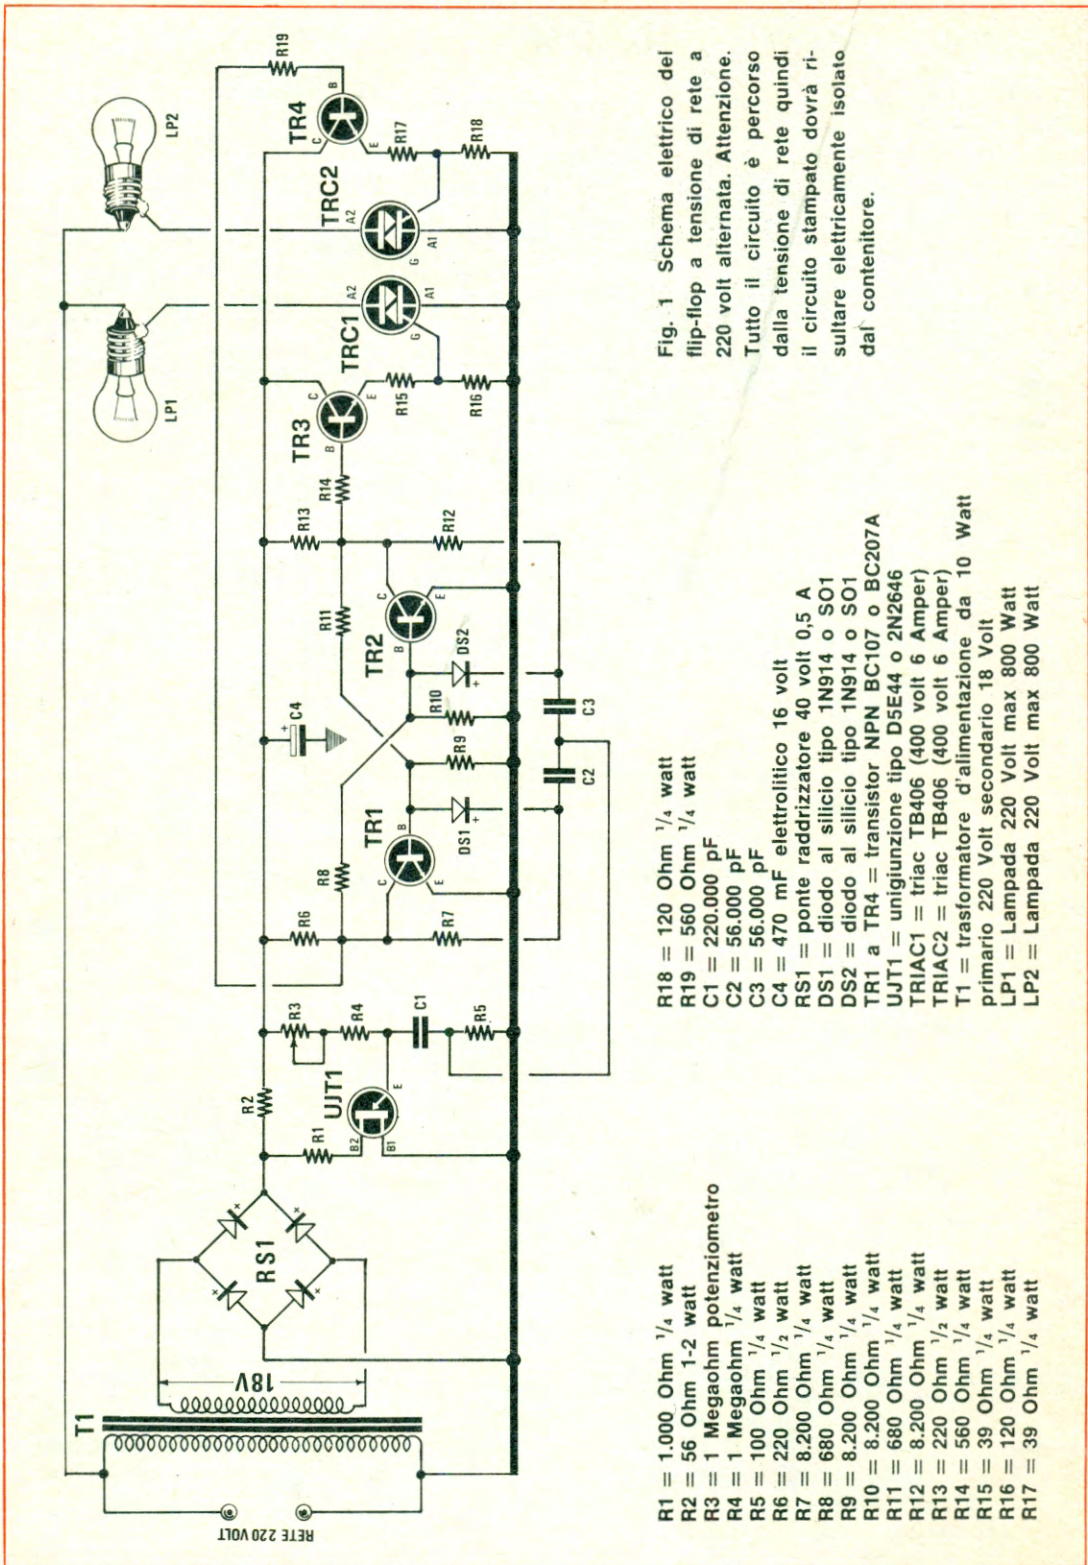 T1
RETE 220 VOLT
18V
RS1
R1
R2
UJT1
B2
B1
E
R3
R4
C1
R5
R6
R7
R8
TR1
C
B
E
DS1
+
R9
R10
C4
+
R11
TR2
B
C
E
DS2
+
C2
C3
R12
R13
R14
TR3
B
C
E
R15
R16
TRC1
A2
G
A1
TRC2
A2
G
A1
LP1
LP2
TR4
C
B
E
R17
R18
R19
R1 = 1.000 Ohm 1/4 watt
R2 = 56 Ohm 1-2 watt
R3 = 1 Megaohm potenziometro
R4 = 1 Megaohm 1/4 watt
R5 = 100 Ohm 1/4 watt
R6 = 220 Ohm 1/2 watt
R7 = 8.200 Ohm 1/4 watt
R8 = 680 Ohm 1/4 watt
R9 = 8.200 Ohm 1/4 watt
R10 = 8.200 Ohm 1/4 watt
R11 = 680 Ohm 1/4 watt
R12 = 8.200 Ohm 1/4 watt
R13 = 220 Ohm 1/2 watt
R14 = 560 Ohm 1/4 watt
R15 = 39 Ohm 1/4 watt
R16 = 120 Ohm 1/4 watt
R17 = 39 Ohm 1/4 watt
R18 = 120 Ohm 1/4 watt
R19 = 560 Ohm 1/4 watt
C1 = 220.000 pF
C2 = 56.000 pF
C3 = 56.000 pF
C4 = 470 mF elettrolitico 16 volt
RS1 = ponte raddrizzatore 40 volt 0,5 A
DS1 = diodo al silicio tipo 1N914 o SO1
DS2 = diodo al silicio tipo 1N914 o SO1
TR1 a TR4 = transistor NPN BC107 o BC207A
UJT1 = unigiunzione tipo D5E44 o 2N2646
TRIAC1 = triac TB406 (400 volt 6 Amper)
TRIAC2 = triac TB406 (400 volt 6 Amper)
T1 = trasformatore d'alimentazione da 10 Watt
primario 220 Volt secondario 18 Volt
LP1 = Lampada 220 Volt max 800 Watt
LP2 = Lampada 220 Volt max 800 Watt
Fig. 1 Schema elettrico del
flip-flop a tensione di rete a
220 volt alternata. Attenzione.
Tutto il circuito è percorso
dalla tensione di rete quindi
il circuito stampato dovrà ri-
sultare elettricamente isolato
dal contenitore.